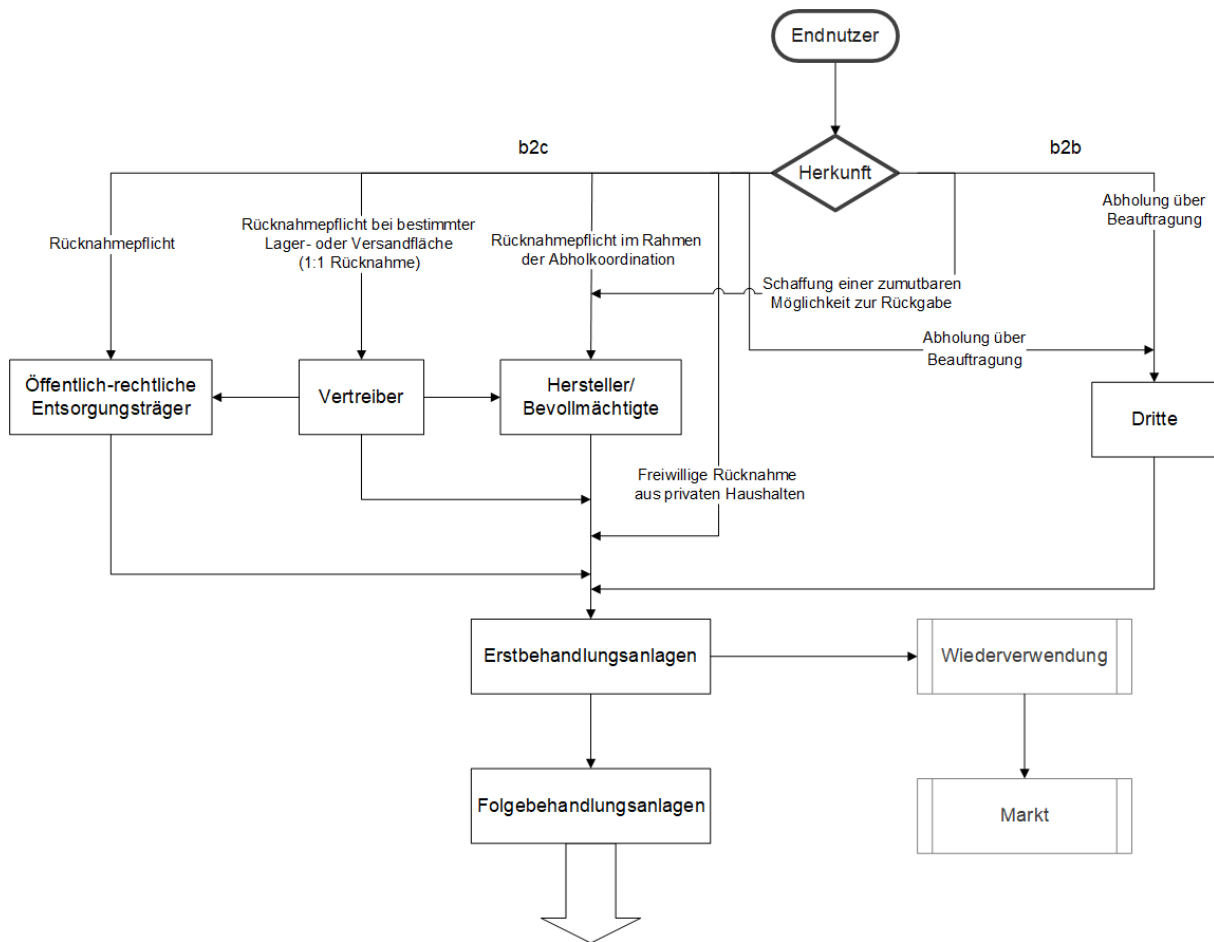 Endnutzer
b2c
b2b
Herkunft
Abholung über
Beauftragung
Rücknahmepflicht
Rücknahmepflicht bei bestimmter
Lager- oder Versandfläche
(1:1 Rücknahme)
Rücknahmepflicht im Rahmen
der Abholkoordination
Schaffung einer zumutbaren
Möglichkeit zur Rückgabe
Abholung über
Beauftragung
Öffentlich-rechtliche
Entsorgungsträger
Vertreiber
Hersteller/
Bevollmächtigte
Dritte
Freiwillige Rücknahme
aus privaten Haushalten
Erstbehandlungsanlagen
Wiederverwendung
Folgebehandlungsanlagen
Markt